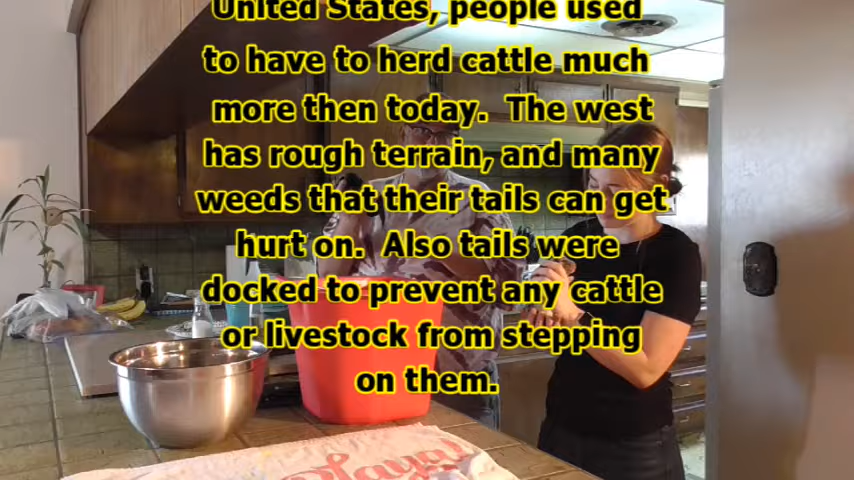 United States, people used
to have to herd cattle much
more then today. The west
has rough terrain, and many
weeds that their tails can get
hurt on. Also tails were
docked to prevent any cattle
or livestock from stepping
on them.